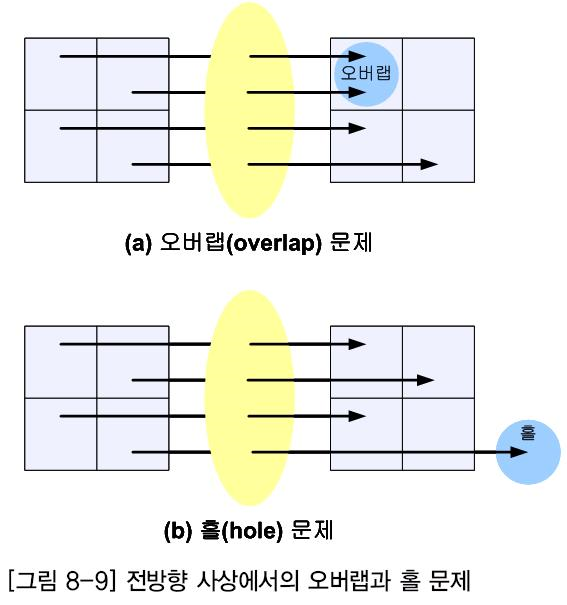 오버랩
(a) 오버랩(overlap) 문제
홀
(b) 홀(hole) 문제
[그림 8-9] 전방향 사상에서의 오버랩과 홀 문제